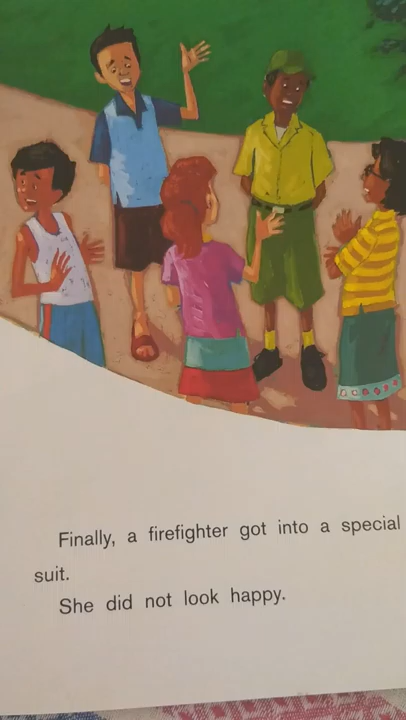 Finally, a firefighter got into a special
suit.
She did not look happy.